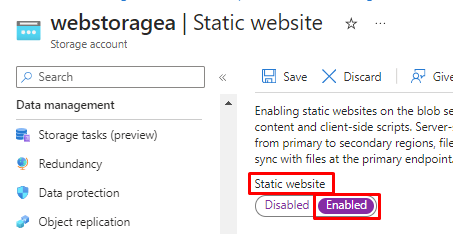 webstoragea | Static website
Storage account
Search
Save
Discard
Give
Data management
Storage tasks (preview)
Redundancy
Data protection
Object replication
Enabling static websites on the blob se
content and client-side scripts. Server-
from primary to secondary regions, file
sync with files at the primary endpoint.
Static website
Disabled
Enabled